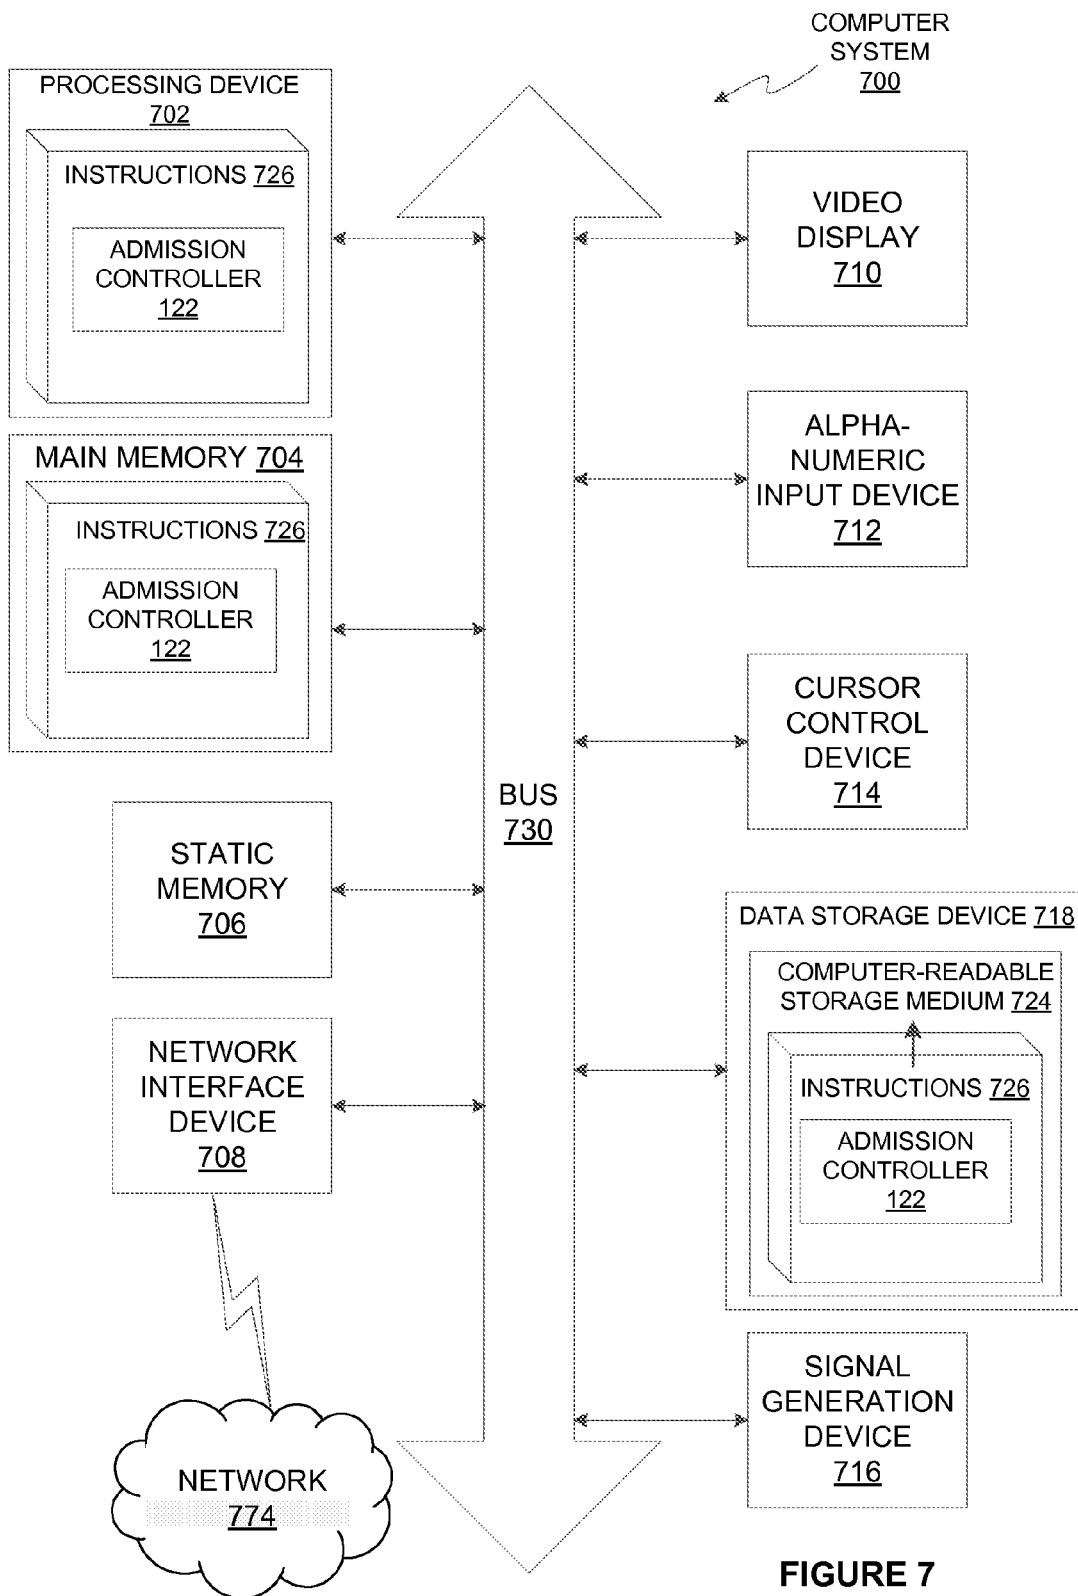 COMPUTER
SYSTEM
700
PROCESSING DEVICE
702
INSTRUCTIONS 726
ADMISSION
CONTROLLER
122
MAIN MEMORY 704
INSTRUCTIONS 726
ADMISSION
CONTROLLER
122
STATIC
MEMORY
706
NETWORK
INTERFACE
DEVICE
708
NETWORK
774
BUS
730
VIDEO
DISPLAY
710
ALPHA-
NUMERIC
INPUT DEVICE
712
CURSOR
CONTROL
DEVICE
714
DATA STORAGE DEVICE 718
COMPUTER-READABLE
STORAGE MEDIUM 724
INSTRUCTIONS 726
ADMISSION
CONTROLLER
122
SIGNAL
GENERATION
DEVICE
716
FIGURE 7